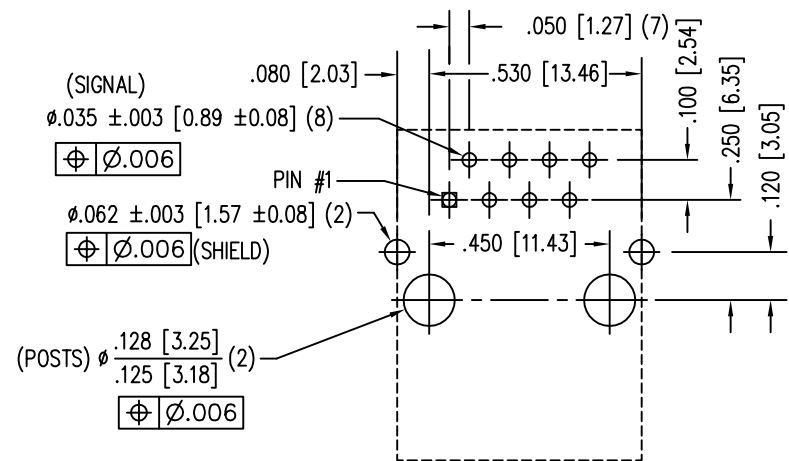 .050 [1.27] (7)
.080 [2.03]
.530 [13.46]
.100 [2.54]
.250 [6.35]
.120 [3.05]
(SIGNAL)
ø.035 ±.003 [0.89 ±0.08] (8)
⌖ Ø.006
PIN #1
ø.062 ±.003 [1.57 ±0.08] (2)
⌖ Ø.006 (SHIELD)
.450 [11.43]
(POSTS) ø .128 [3.25] (2)
.125 [3.18]
⌖ Ø.006